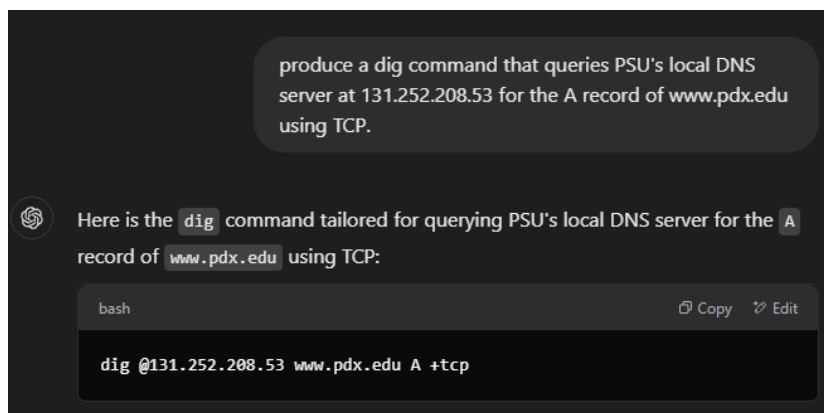 produce a dig command that queries PSU's local DNS
server at 131.252.208.53 for the A record of www.pdx.edu
using TCP.
Here is the dig command tailored for querying PSU's local DNS server for the A
record of www.pdx.edu using TCP:
bash Copy Edit
dig @131.252.208.53 www.pdx.edu A +tcp